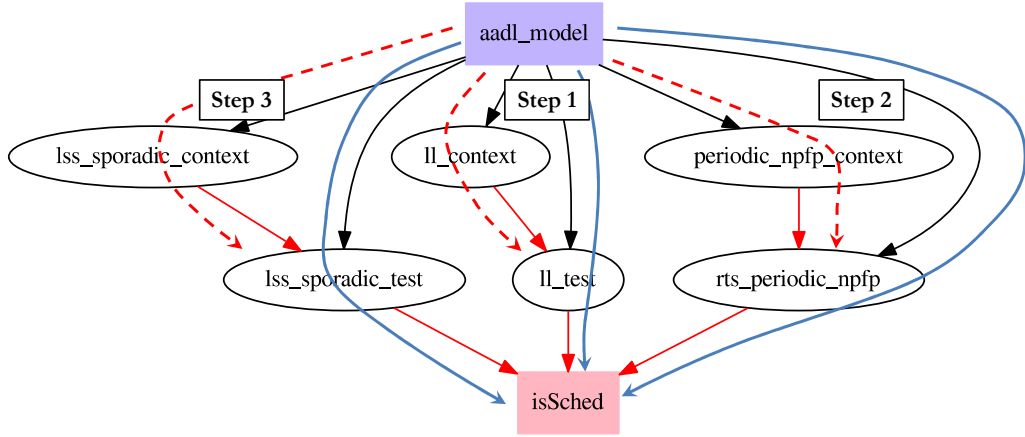 aadl_model
Step 3
Step 1
Step 2
lss_sporadic_context
ll_context
periodic_npfp_context
lss_sporadic_test
ll_test
rts_periodic_npfp
isSched